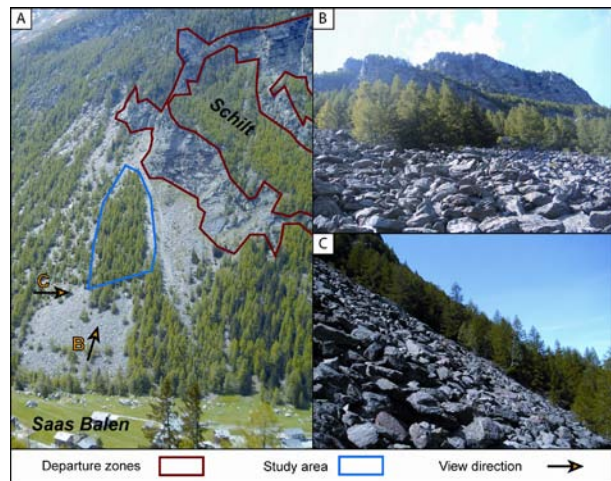 A
Schilt
C
B
Saas Balen
B
C
Departure zones
Study area
View direction